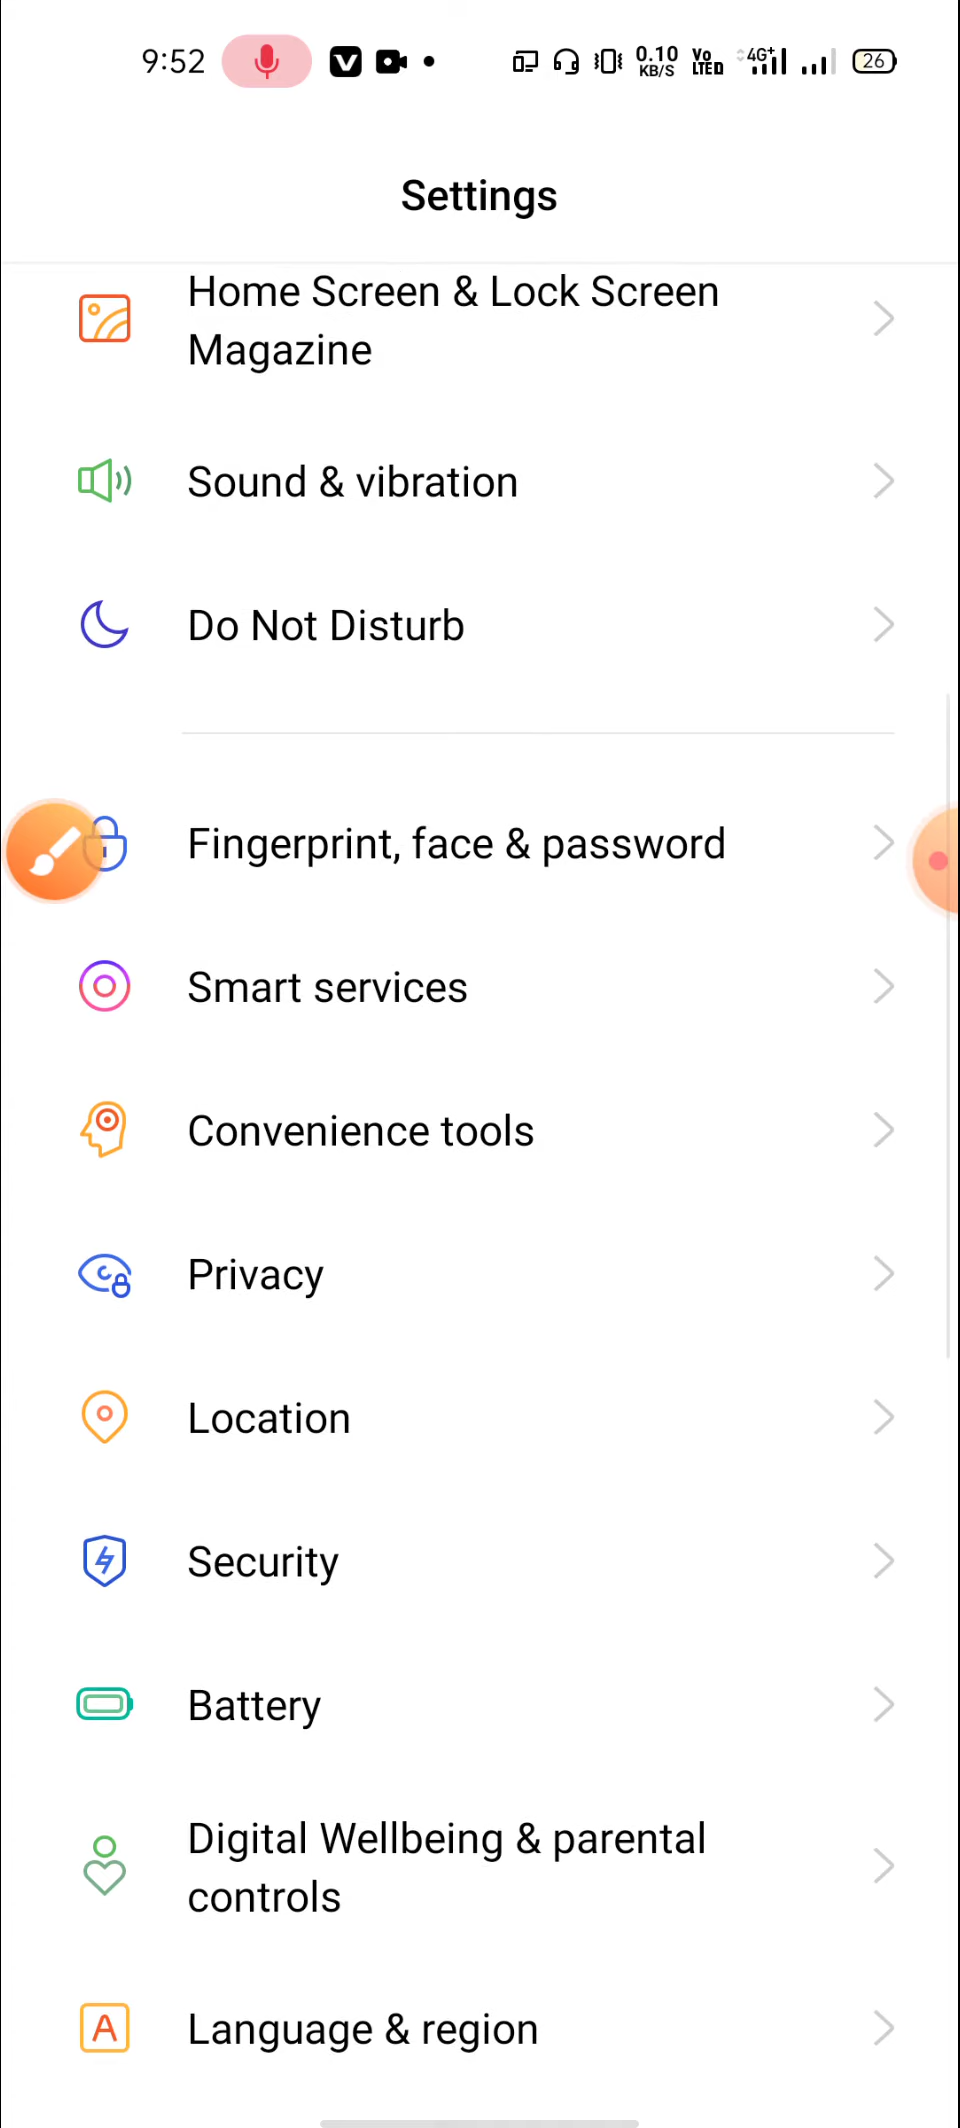 9:52
0.10 KB/S
Vo LTE D
4G+
26
Settings
Home Screen & Lock Screen
Magazine
Sound & vibration
Do Not Disturb
Fingerprint, face & password
Smart services
Convenience tools
Privacy
Location
Security
Battery
Digital Wellbeing & parental
controls
A
Language & region